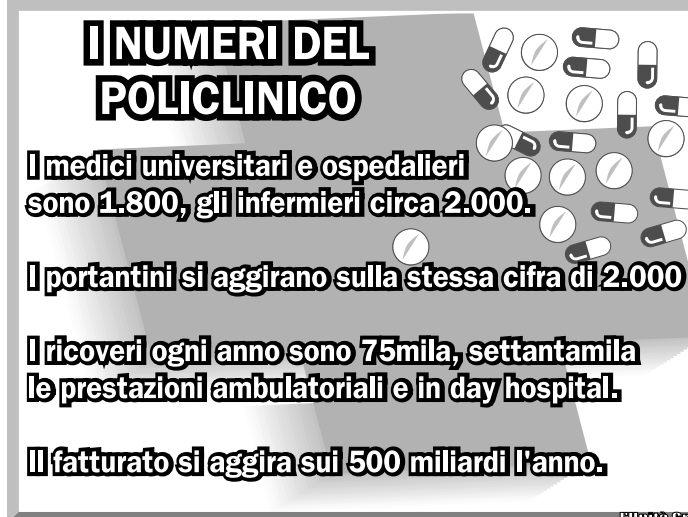 I NUMERI DEL
POLICLINICO
I medici universitari e ospedalieri
sono 1.800, gli infermieri circa 2.000.
I portantini si aggirano sulla stessa cifra di 2.000
I ricoveri ogni anno sono 75mila, settantamila
le prestazioni ambulatoriali e in day hospital.
Il fatturato si aggira sui 500 miliardi l'anno.